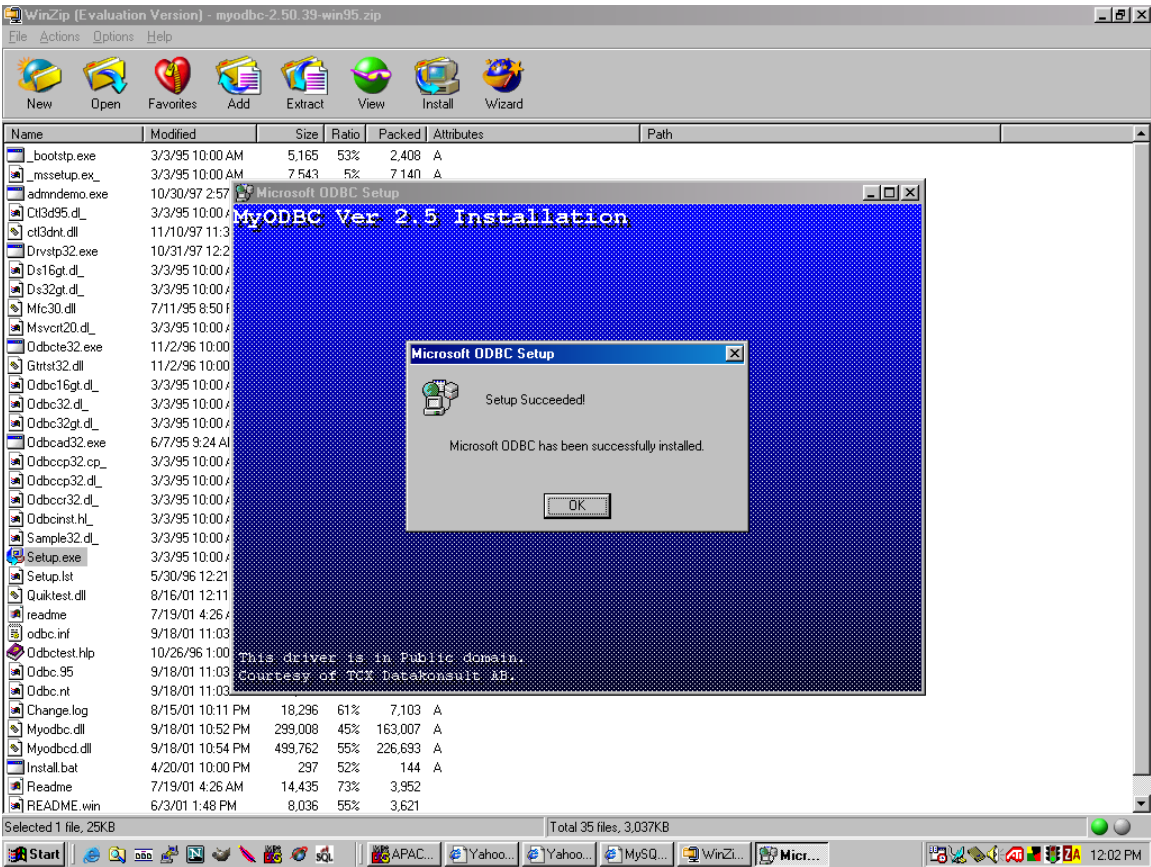 WinZip (Evaluation Version) - myodbc-2.50.39-win95.zip
File Actions Options Help
New Open Favorites Add Extract View Install Wizard
Name Modified Size Ratio Packed Attributes Path
_bootstp.exe 3/3/95 10:00 AM 5,165 53% 2,408 A
_mssetup.ex_ 3/3/95 10:00 AM 7,543 5% 7,140 A
admndemo.exe 10/30/97 2:57
Ctl3d95.dl_ 3/3/95 10:00
ctl3dnt.dll 11/10/97 11:3
Drvstp32.exe 10/31/97 12:2
Ds16gt.dl_ 3/3/95 10:00
Ds32gt.dl_ 3/3/95 10:00
Mfc30.dll 7/11/95 8:50
Msvcrt20.dl_ 3/3/95 10:00
Odbcte32.exe 11/2/96 10:00
Gtrtst32.dll 11/2/96 10:00
Odbc16gt.dl_ 3/3/95 10:00
Odbc32.dl_ 3/3/95 10:00
Odbc32gt.dl_ 3/3/95 10:00
Odbcad32.exe 6/7/95 9:24 AM
Odbccp32.cp_ 3/3/95 10:00
Odbccp32.dl_ 3/3/95 10:00
Odbccr32.dl_ 3/3/95 10:00
Odbcinst.hl_ 3/3/95 10:00
Sample32.dl_ 3/3/95 10:00
Setup.exe 3/3/95 10:00
Setup.lst 5/30/96 12:21
Quiktest.dll 8/16/01 12:11
readme 7/19/01 4:26
odbc.inf 9/18/01 11:03
Odbctest.hlp 10/26/96 1:00
Odbc.95 9/18/01 11:03
Odbc.nt 9/18/01 11:03
Change.log 8/15/01 10:11 PM 18,296 61% 7,103 A
Myodbc.dll 9/18/01 10:52 PM 299,008 45% 163,007 A
Myodbcd.dll 9/18/01 10:54 PM 499,762 55% 226,693 A
Install.bat 4/20/01 10:00 PM 297 52% 144 A
Readme 7/19/01 4:26 AM 14,435 73% 3,952
README.win 6/3/01 1:48 PM 8,036 55% 3,621
Microsoft ODBC Setup
MyODBC Ver 2.5 Installation
Microsoft ODBC Setup
Setup Succeeded!
Microsoft ODBC has been successfully installed.
OK
This driver is in Public domain.
Courtesy of TCX Datakonsult AB.
Selected 1 file, 25KB Total 35 files, 3,037KB
Start APAC... Yahoo... Yahoo... MySQ... WinZi... Micr... 12:02 PM